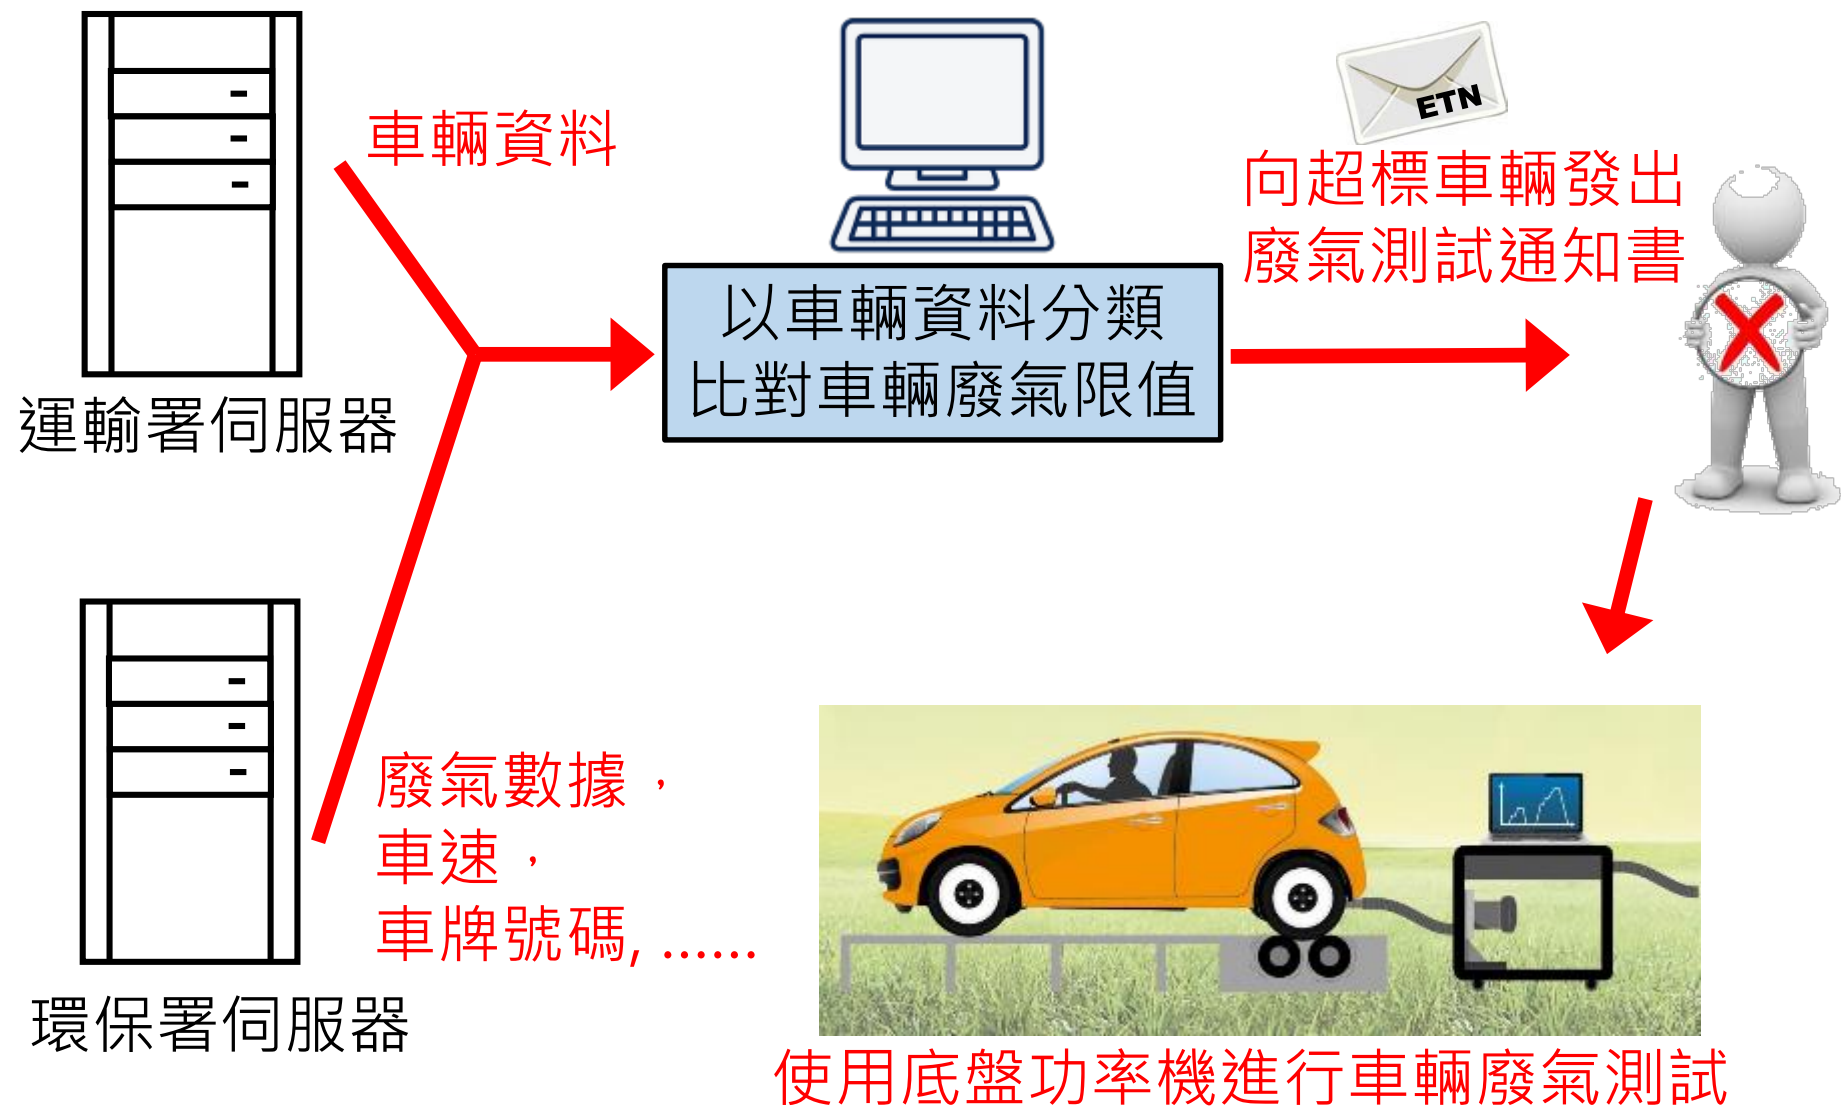 車輛資料
運輸署伺服器
以車輛資料分類
比對車輛廢氣限值
ETN
向超標車輛發出
廢氣測試通知書
廢氣數據，
車速，
車牌號碼, ......
環保署伺服器
使用底盤功率機進行車輛廢氣測試